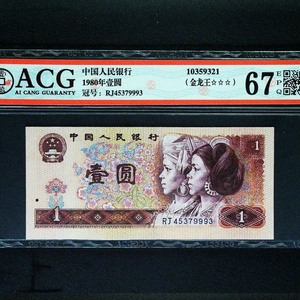 ACG
AI CANG GUARANTY
中国人民银行
1980年壹圆
冠号: RJ45379993
10359321
(金龙王☆☆☆)
67 EPQ
中国人民银行
壹圆
1
1
RJ45379993